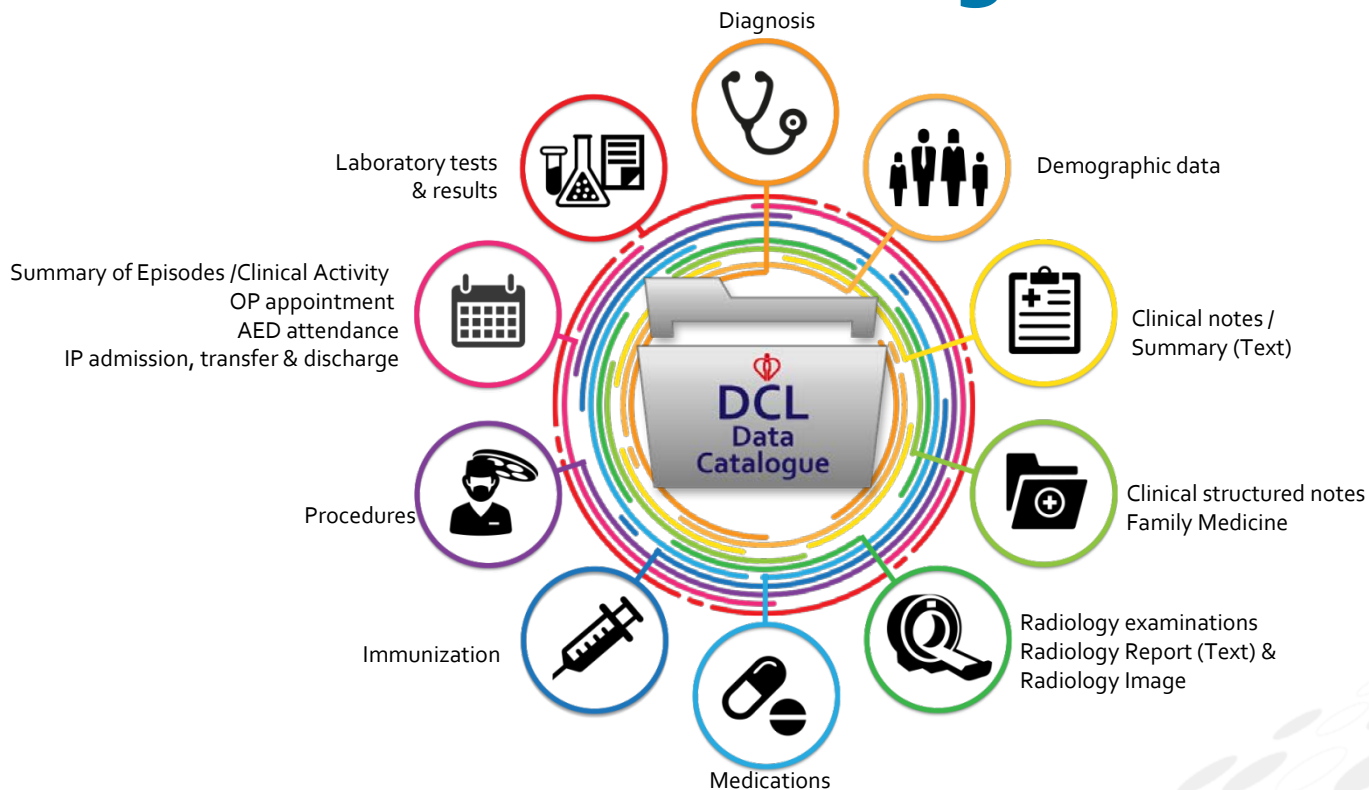 Diagnosis
Demographic data
Clinical notes /
Summary (Text)
Clinical structured notes
Family Medicine
Radiology examinations
Radiology Report (Text) &
Radiology Image
Medications
Immunization
Procedures
Summary of Episodes /Clinical Activity
OP appointment
AED attendance
IP admission, transfer & discharge
Laboratory tests
& results
DCL
Data
Catalogue